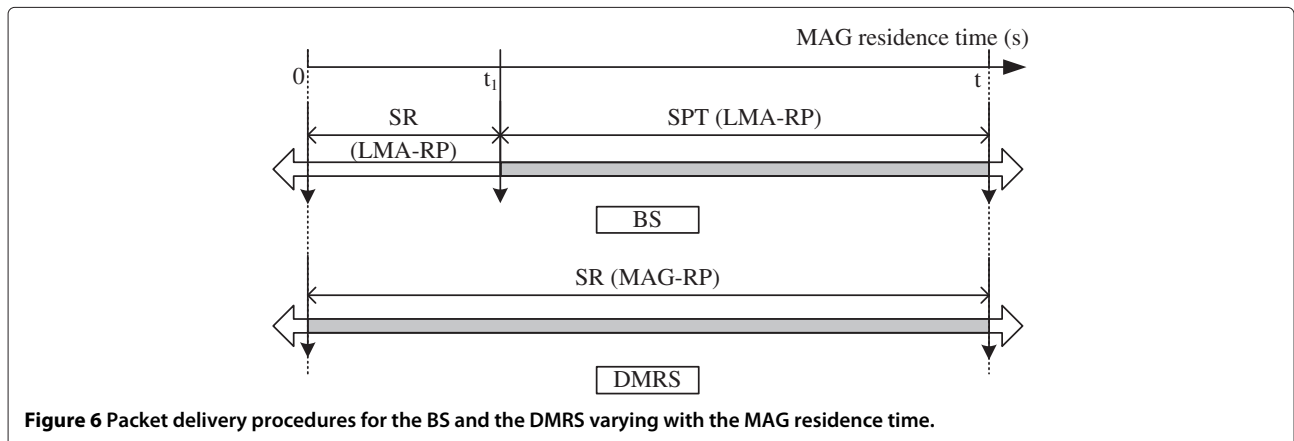 MAG residence time (s)
0
t1
t
SR
(LMA-RP)
SPT (LMA-RP)
BS
SR (MAG-RP)
DMRS
Figure 6 Packet delivery procedures for the BS and the DMRS varying with the MAG residence time.